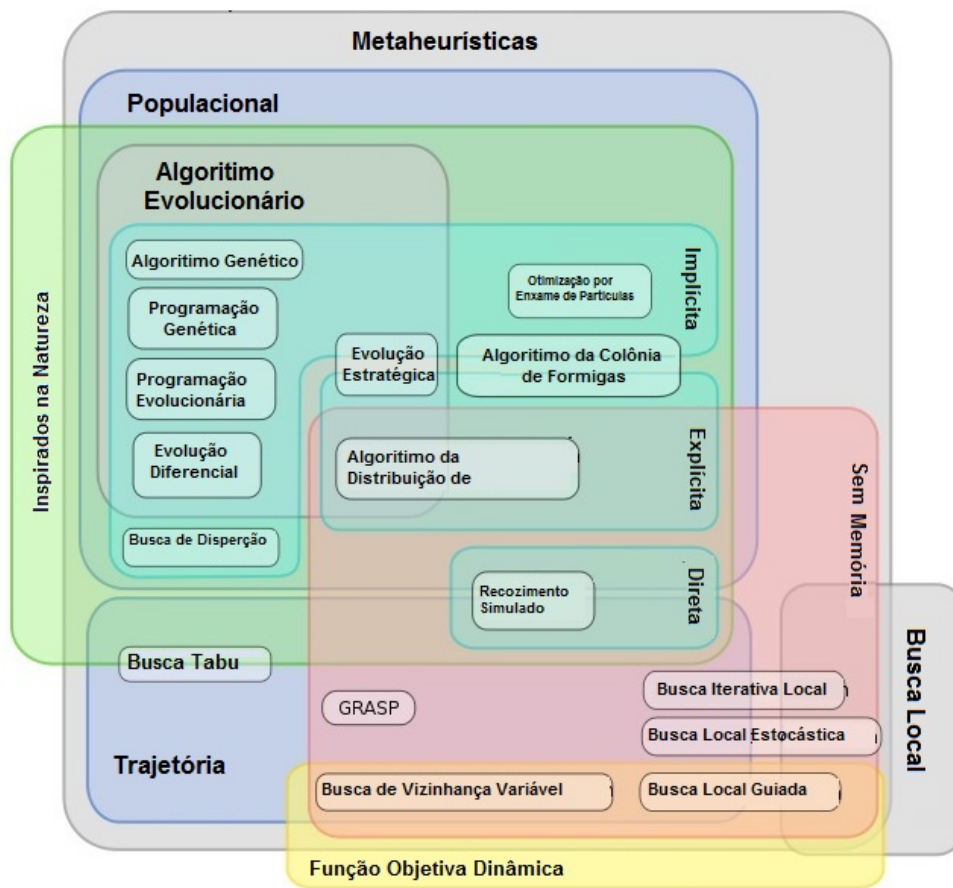 Metaheurísticas
Populacional
Algoritimo
Evolucionário
Inspirados na Natureza
Algoritimo Genético
Implícita
Otimização por
Enxame de Particulas
Programação
Genética
Evolução
Estratégica
Algoritimo da Colônia
de Formigas
Programação
Evolucionária
Evolução
Diferencial
Algoritimo da
Distribuição de
Explícita
Sem Memória
Busca de Disperção
Recozimento
Simulado
Direta
Busca Tabu
Busca Local
GRASP
Busca Iterativa Local
Busca Local Estocástica
Trajetória
Busca de Vizinhança Variável
Busca Local Guiada
Função Objetiva Dinâmica